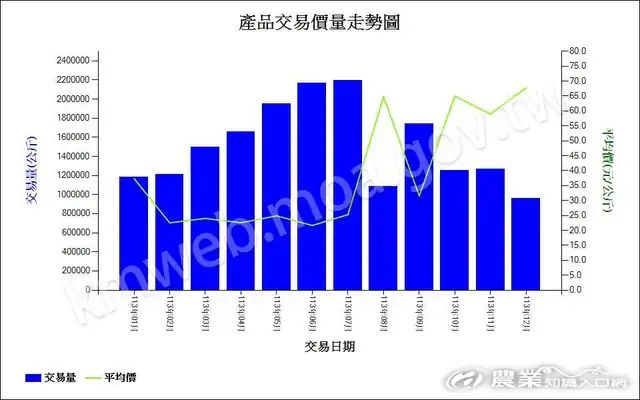 產品交易價量走勢圖
交易量(公斤)
2400000
2200000
2000000
1800000
1600000
1400000
1200000
1000000
800000
600000
400000
200000
0
80.0
75.0
70.0
65.0
60.0
55.0
50.0
45.0
40.0
35.0
30.0
25.0
20.0
15.0
10.0
5.0
0.0
平均價(元/公斤)
113年01月
113年02月
113年03月
113年04月
113年05月
113年06月
113年07月
113年08月
113年09月
113年10月
113年11月
113年12月
交易日期
交易量 平均價
kmweb.moa.gov.tw
農業知識入口網